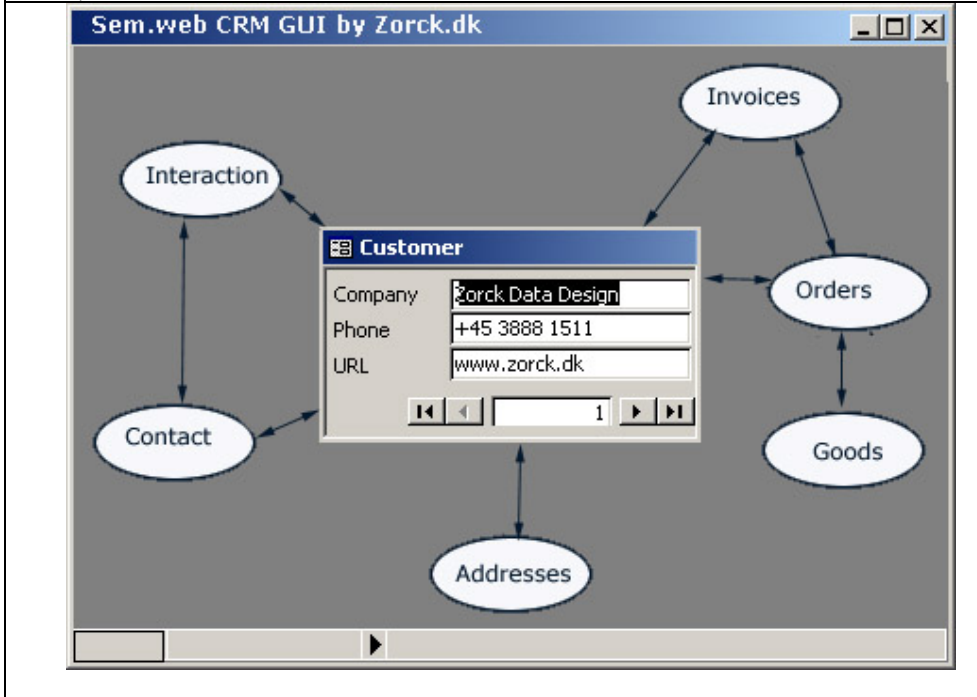 Sem.web CRM GUI by Zorck.dk
Invoices
Interaction
Customer
Company Zorck Data Design
Phone +45 3888 1511
URL www.zorck.dk
1
Orders
Contact
Goods
Addresses